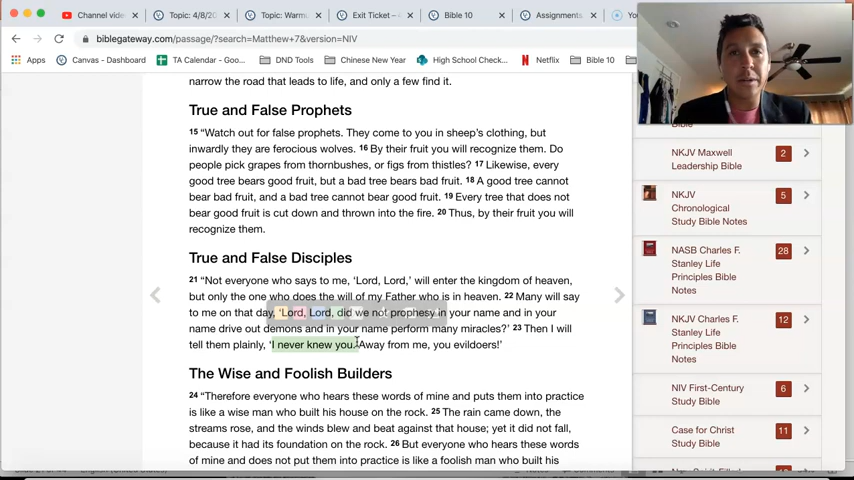 Channel video
Topic: 4/8/20
Topic: Warm
Exit Ticket –
Bible 10
Assignments
Yo
biblegateway.com/passage/?search=Matthew+7&version=NIV
Apps
Canvas - Dashboard
TA Calendar - Goo...
DND Tools
Chinese New Year
High School Check...
Netflix
Bible 10
narrow the road that leads to life, and only a few find it.
True and False Prophets
15 “Watch out for false prophets. They come to you in sheep’s clothing, but
inwardly they are ferocious wolves. 16 By their fruit you will recognize them. Do
people pick grapes from thornbushes, or figs from thistles? 17 Likewise, every
good tree bears good fruit, but a bad tree bears bad fruit. 18 A good tree cannot
bear bad fruit, and a bad tree cannot bear good fruit. 19 Every tree that does not
bear good fruit is cut down and thrown into the fire. 20 Thus, by their fruit you will
recognize them.
True and False Disciples
21 “Not everyone who says to me, ‘Lord, Lord,’ will enter the kingdom of heaven,
but only the one who does the will of my Father who is in heaven. 22 Many will say
to me on that day, ‘Lord, Lord, did we not prophesy in your name and in your
name drive out demons and in your name perform many miracles?’ 23 Then I will
tell them plainly, ‘I never knew you. Away from me, you evildoers!’
The Wise and Foolish Builders
24 “Therefore everyone who hears these words of mine and puts them into practice
is like a wise man who built his house on the rock. 25 The rain came down, the
streams rose, and the winds blew and beat against that house; yet it did not fall,
because it had its foundation on the rock. 26 But everyone who hears these words
of mine and does not put them into practice is like a foolish man who built his
Bible
NKJV Maxwell
Leadership Bible
2
NKJV
Chronological
Study Bible Notes
5
NASB Charles F.
Stanley Life
Principles Bible
Notes
28
NKJV Charles F.
Stanley Life
Principles Bible
Notes
12
NIV First-Century
Study Bible
6
Case for Christ
Study Bible
11